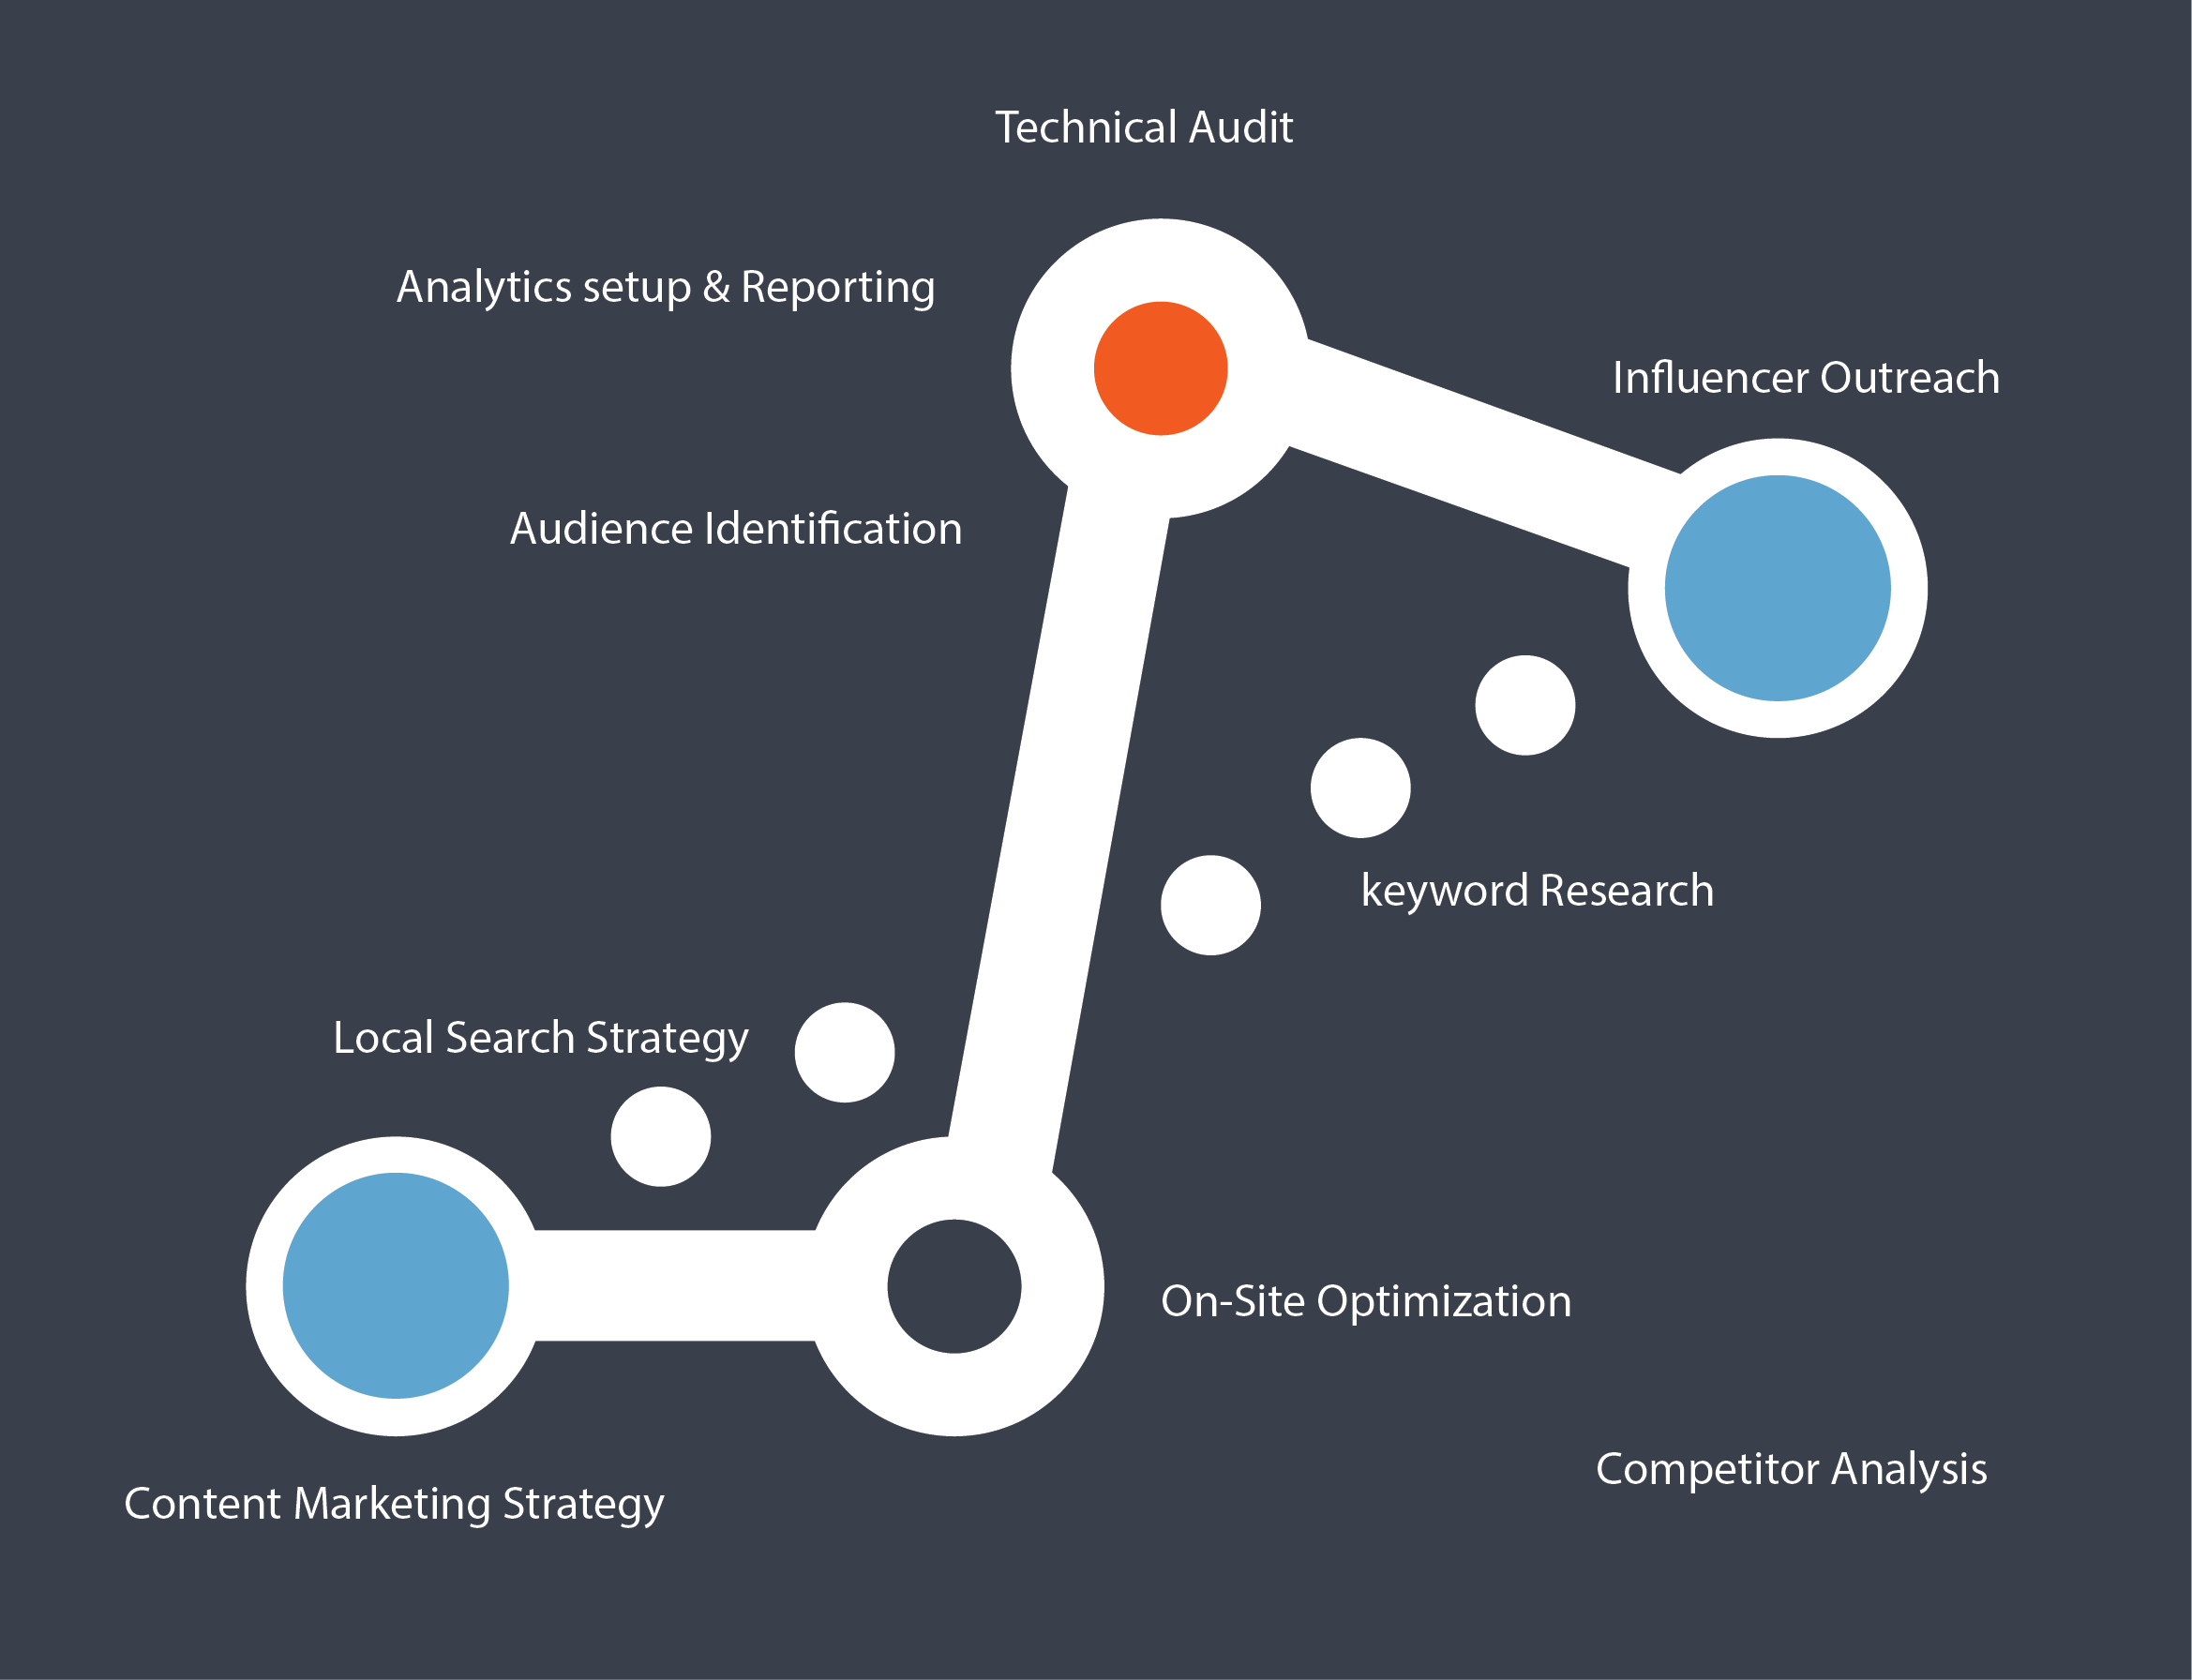 Technical Audit
Analytics setup & Reporting
Influencer Outreach
Audience Identification
keyword Research
Local Search Strategy
On-Site Optimization
Competitor Analysis
Content Marketing Strategy